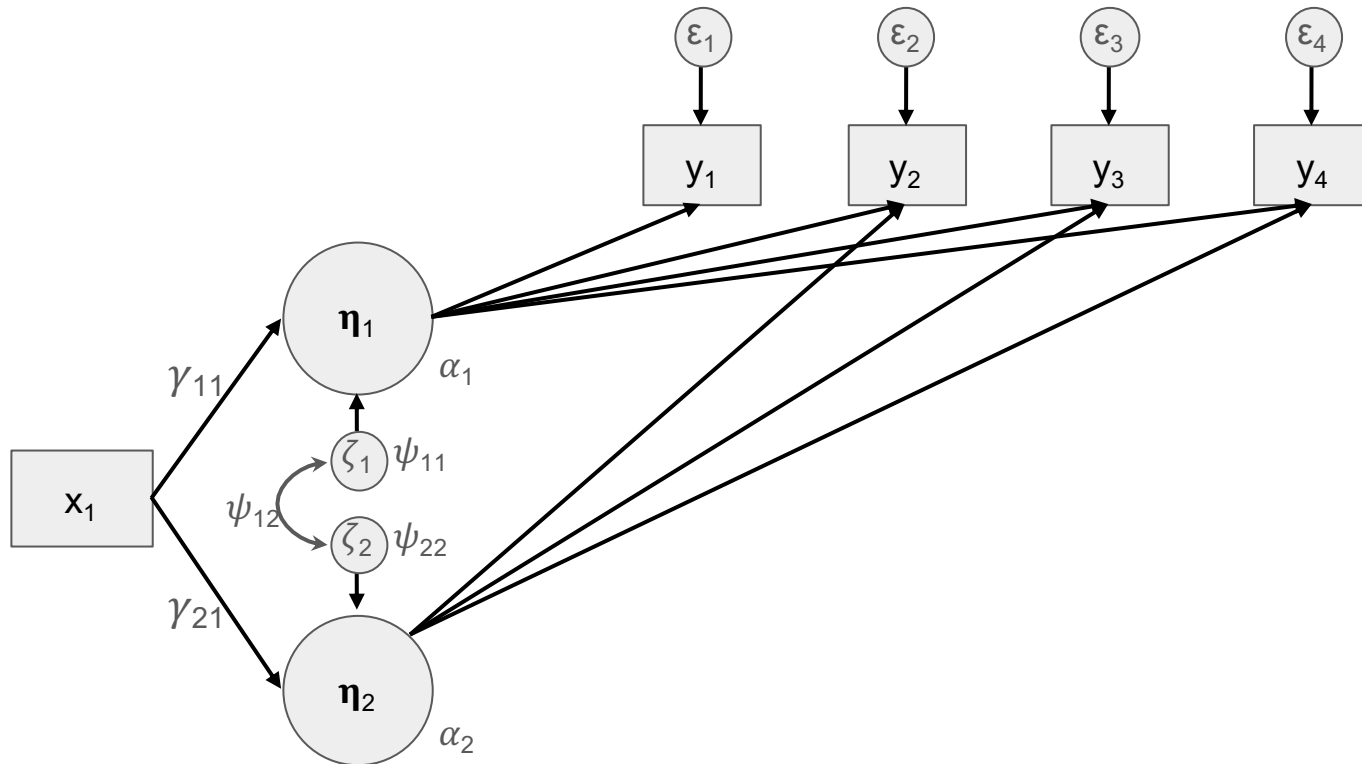 ε₁ ε₂ ε₃ ε₄
y₁ y₂ y₃ y₄
η₁
α₁
γ₁₁
ζ₁ ψ₁₁
x₁
ψ₁₂
ζ₂ ψ₂₂
γ₂₁
η₂
α₂